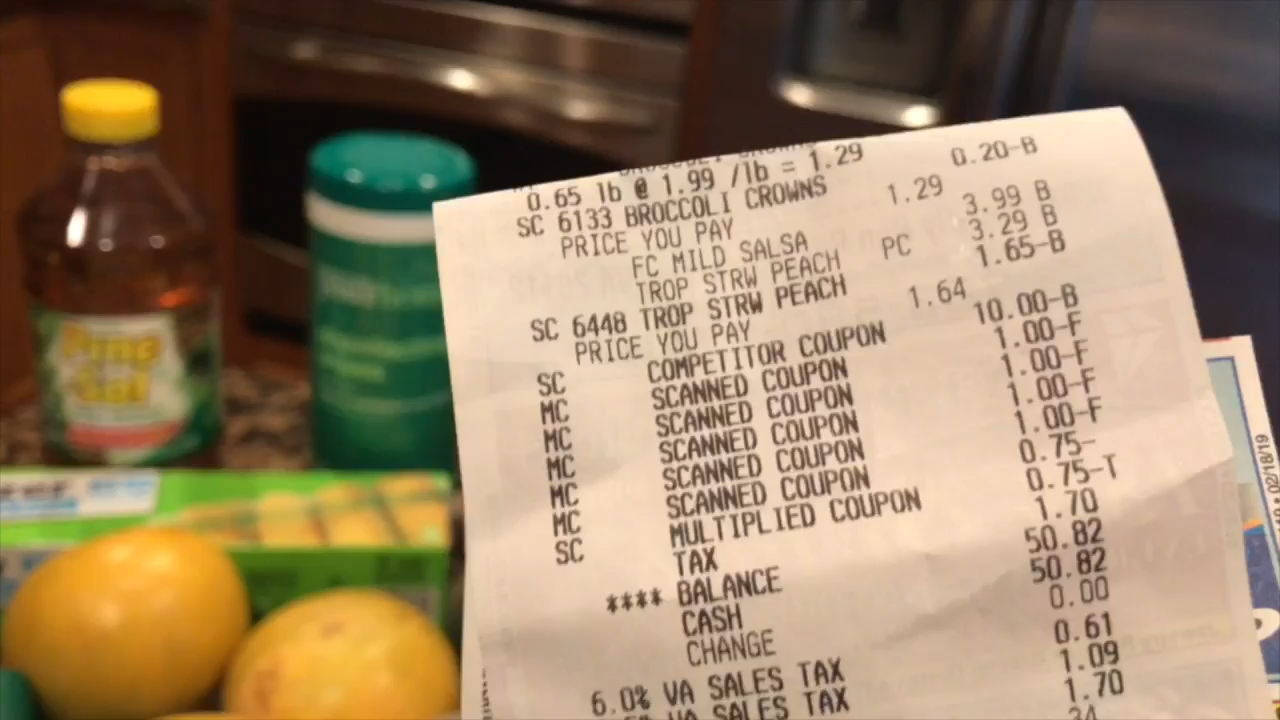 0.65 lb @ 1.99 /lb = 1.29
SC 6133 BROCCOLI CROWNS 0.20-B
PRICE YOU PAY 1.29
FC MILD SALSA 3.99 B
TROP STRW PEACH 3.29 B
SC 6448 TROP STRW PEACH PC 1.65-B
PRICE YOU PAY 1.64
SC COMPETITOR COUPON 10.00-B
MC SCANNED COUPON 1.00-F
MC SCANNED COUPON 1.00-F
MC SCANNED COUPON 1.00-F
MC SCANNED COUPON 1.00-F
MC SCANNED COUPON 0.75-
SC MULTIPLIED COUPON 0.75-T
TAX 1.70
**** BALANCE 50.82
CASH 50.82
CHANGE 0.00
6.0% VA SALES TAX 0.61
VA SALES TAX 1.09
1.70
Pine
Sol
02/18/19